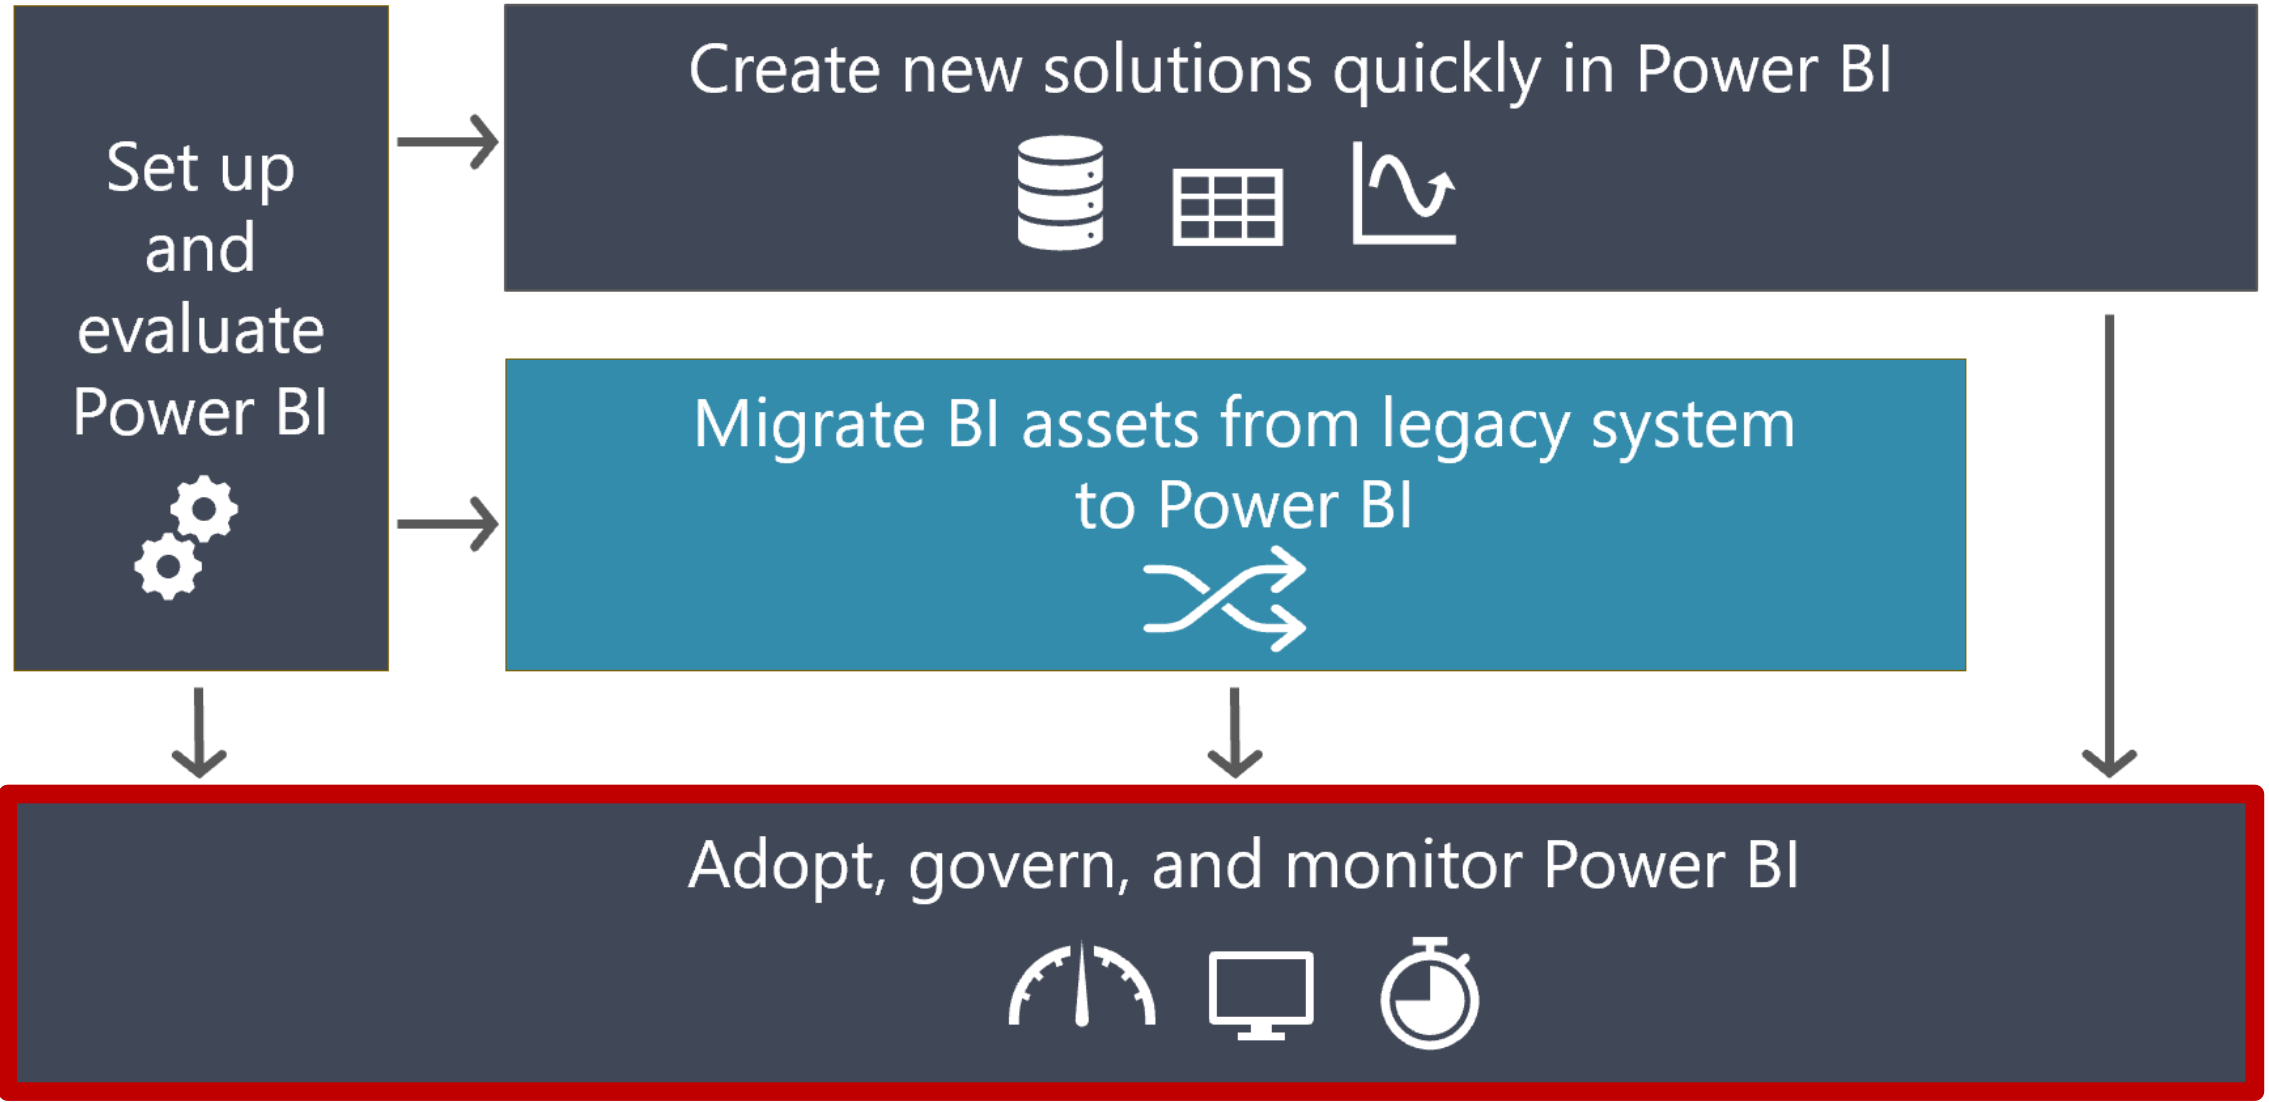 Set up
and
evaluate
Power BI
Create new solutions quickly in Power BI
Migrate BI assets from legacy system
to Power BI
Adopt, govern, and monitor Power BI